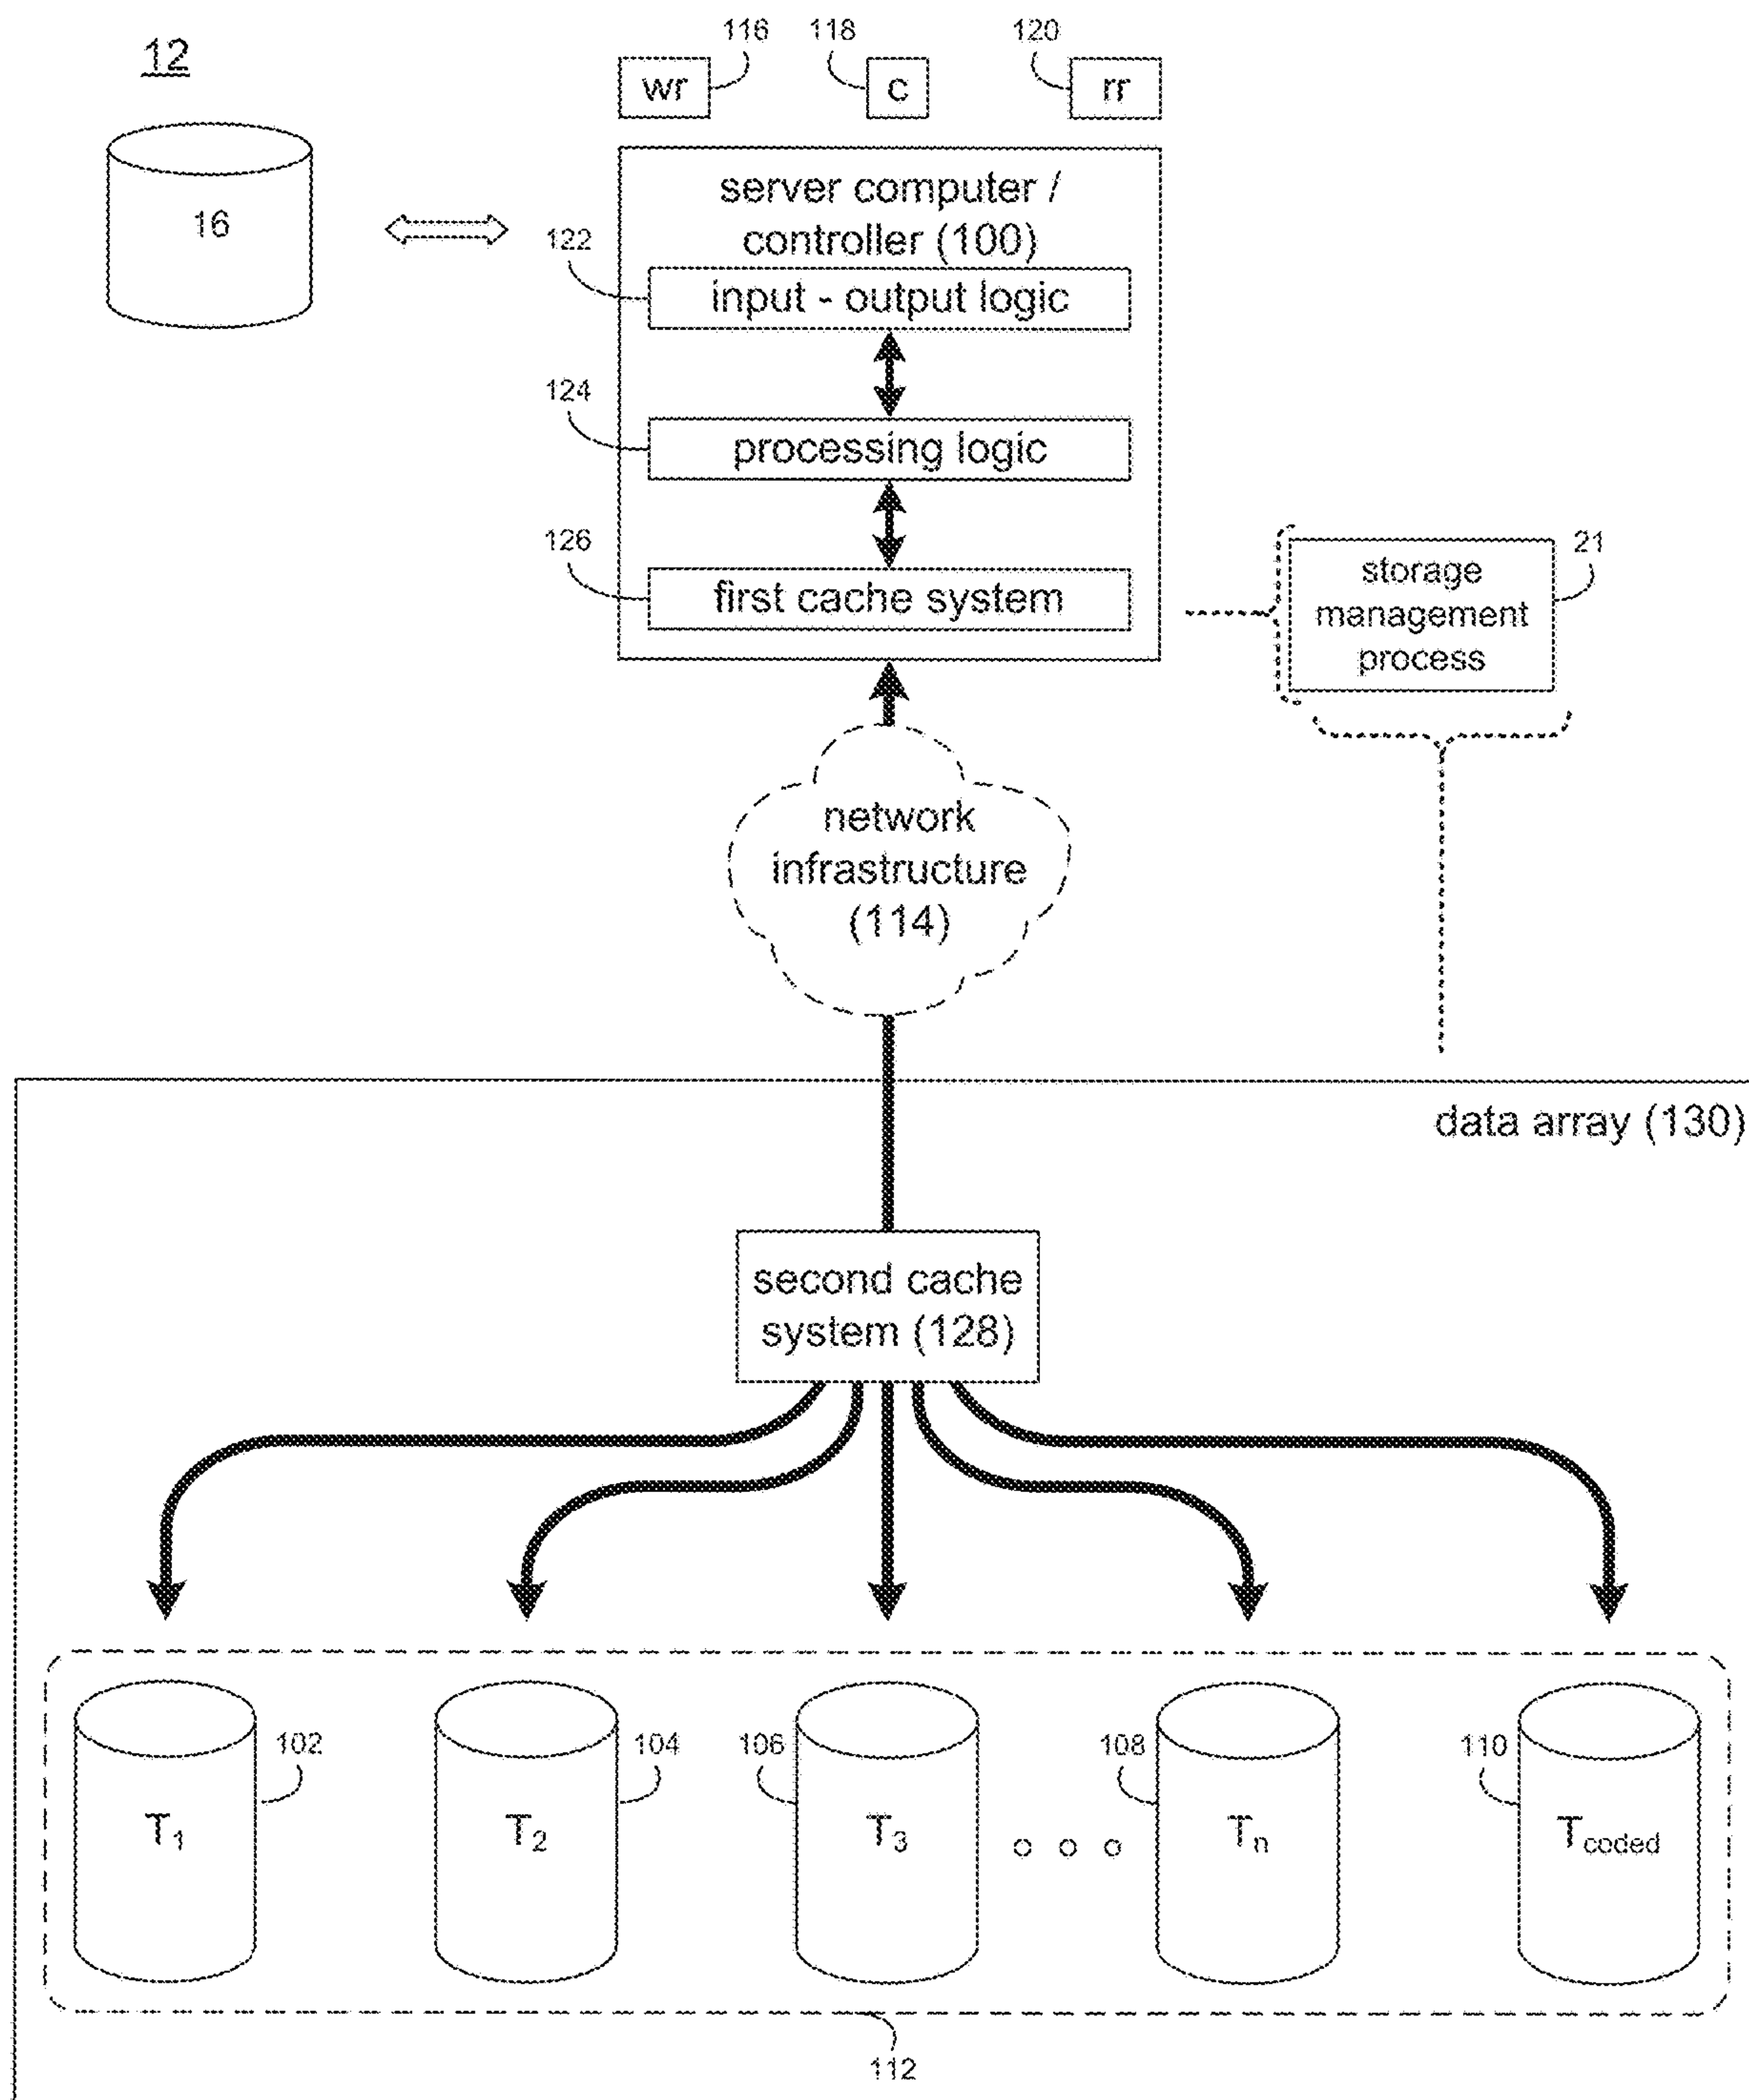 12
116
118
120
wr
c
rr
16
server computer /
controller (100)
122
input - output logic
124
processing logic
126
first cache system
21
storage
management
process
network
infrastructure
(114)
data array (130)
second cache
system (128)
102
104
106
108
110
T1
T2
T3
o o o
Tn
Tcoded
112